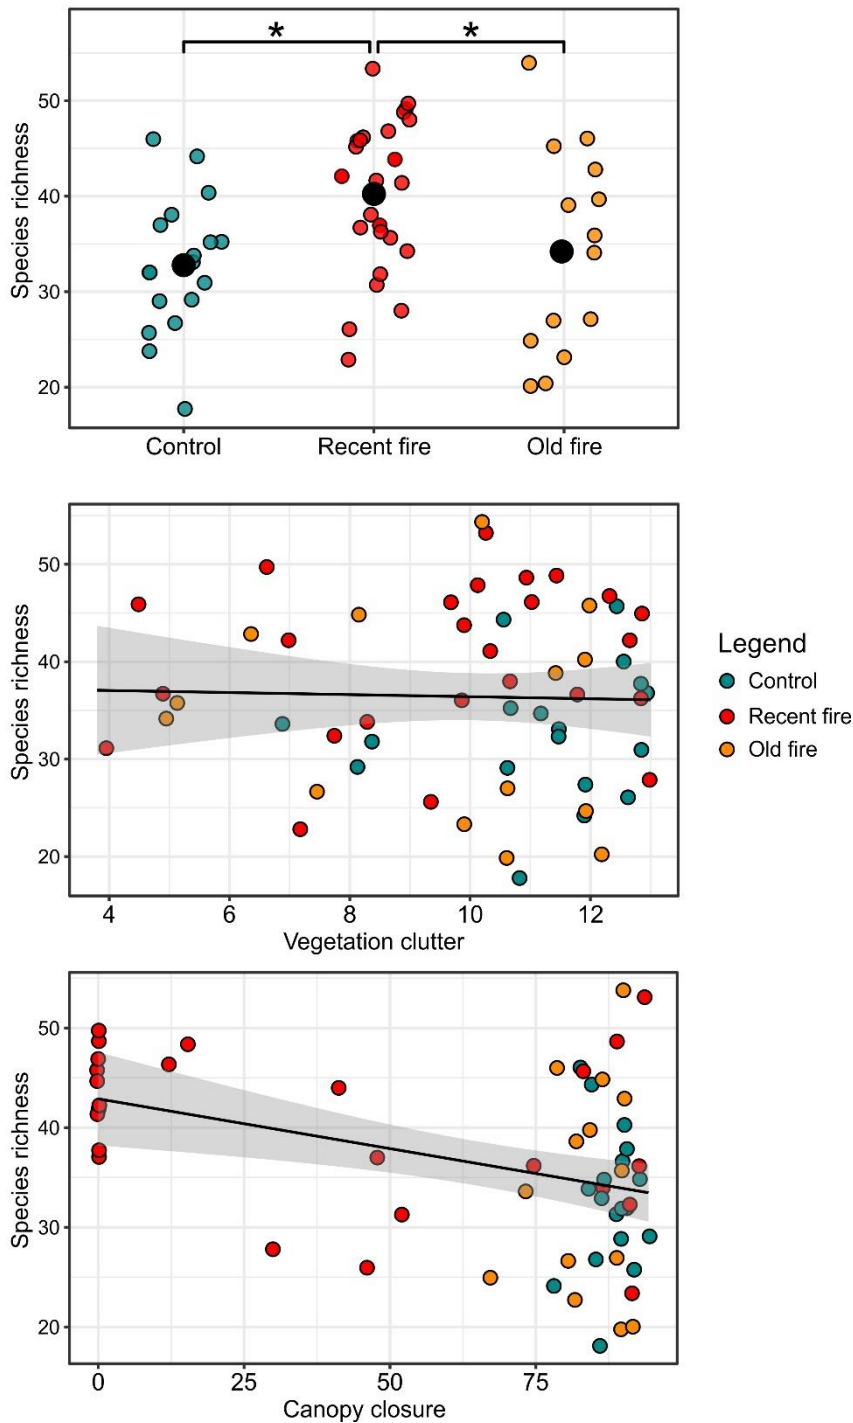 * *
Species richness
50
40
30
20
Control Recent fire Old fire
Species richness
50
40
30
20
4 6 8 10 12
Vegetation clutter
Legend
Control
Recent fire
Old fire
Species richness
50
40
30
20
0 25 50 75
Canopy closure